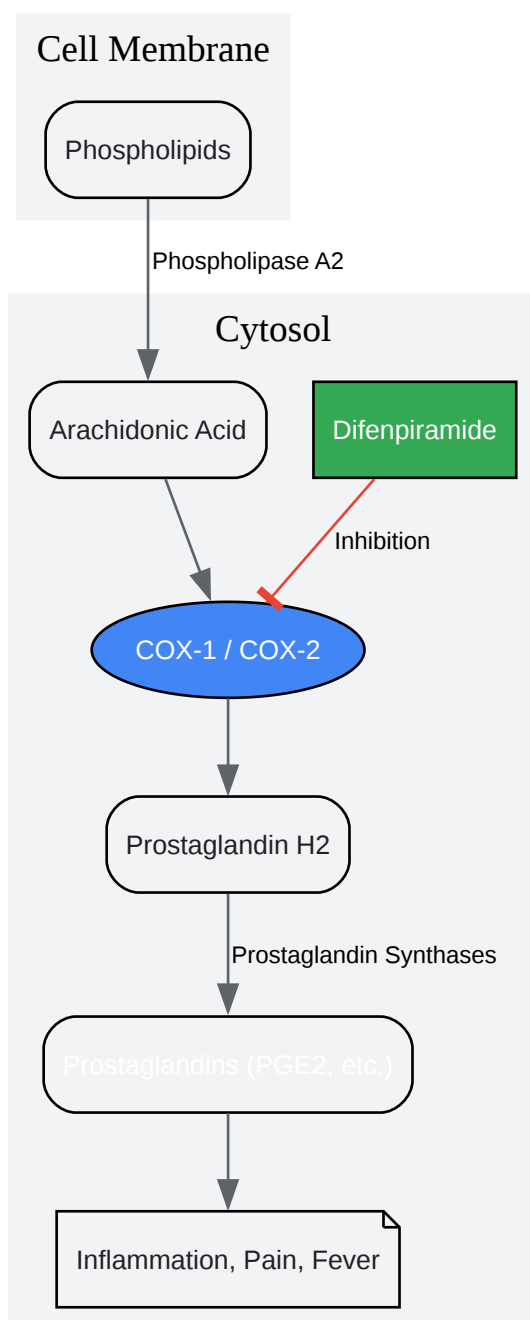 Cell Membrane
Phospholipids
Phospholipase A2
Cytosol
Arachidonic Acid
Difenpiramide
Inhibition
COX-1 / COX-2
Prostaglandin H2
Prostaglandin Synthases
Prostaglandins (PGE2, etc.)
Inflammation, Pain, Fever